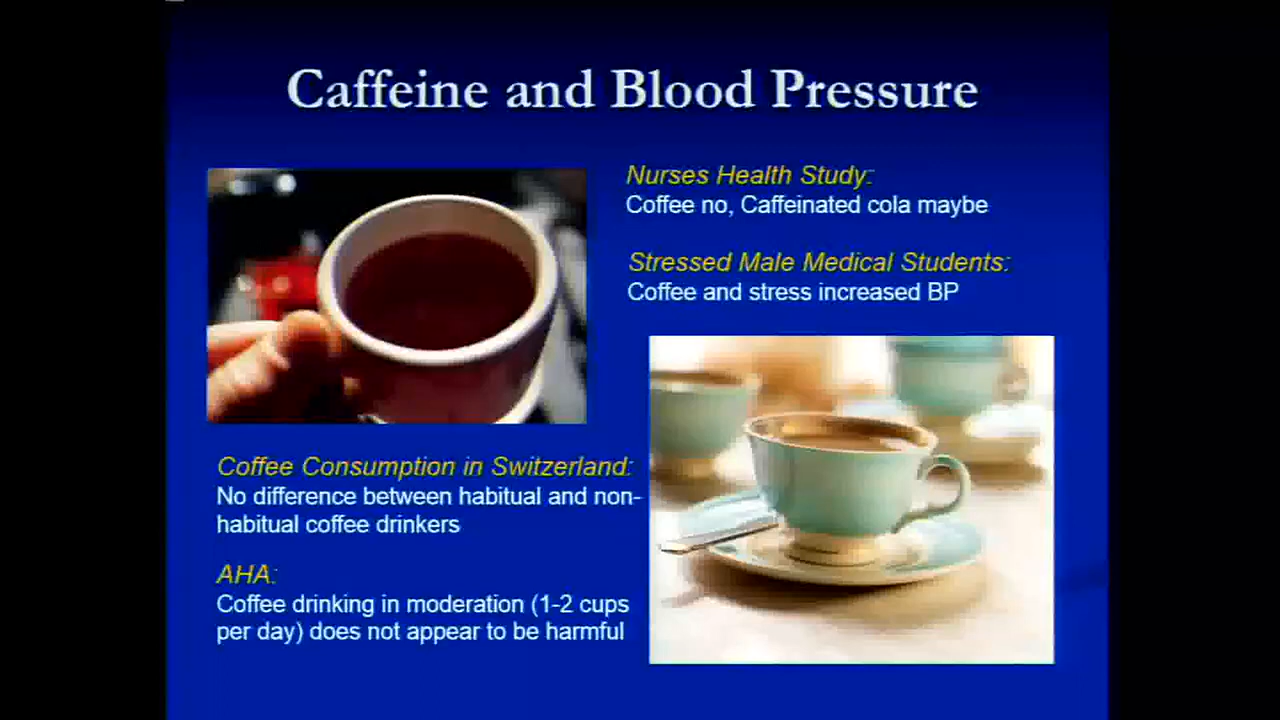 Caffeine and Blood Pressure
Nurses Health Study:
Coffee no, Caffeinated cola maybe
Stressed Male Medical Students:
Coffee and stress increased BP
Coffee Consumption in Switzerland:
No difference between habitual and non-
habitual coffee drinkers
AHA:
Coffee drinking in moderation (1-2 cups
per day) does not appear to be harmful